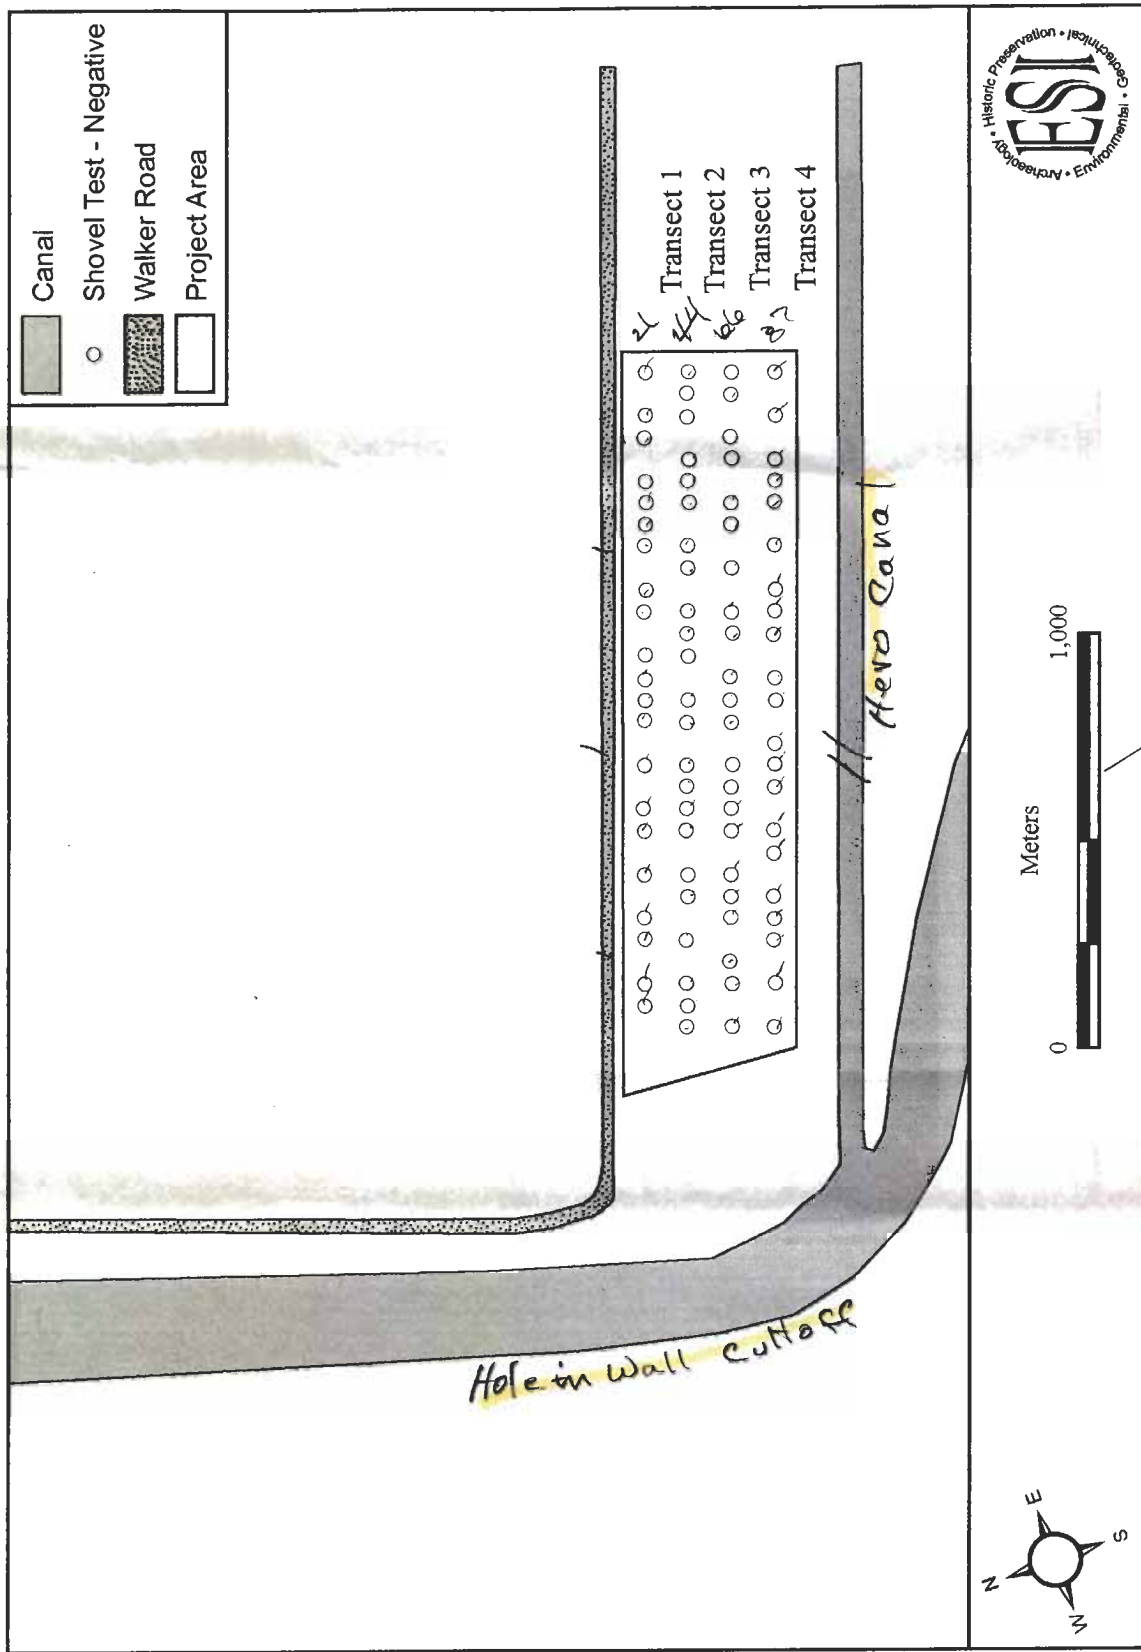 Canal
Shovel Test - Negative
Walker Road
Project Area
Transect 1
Transect 2
Transect 3
Transect 4
21
44
66
Hero Canal
Hole in Wall Cuttoff
Meters
0
1,000
N
E
S
W
ESI
Archaeology • Historic Preservation • Environmental • Geotechnical